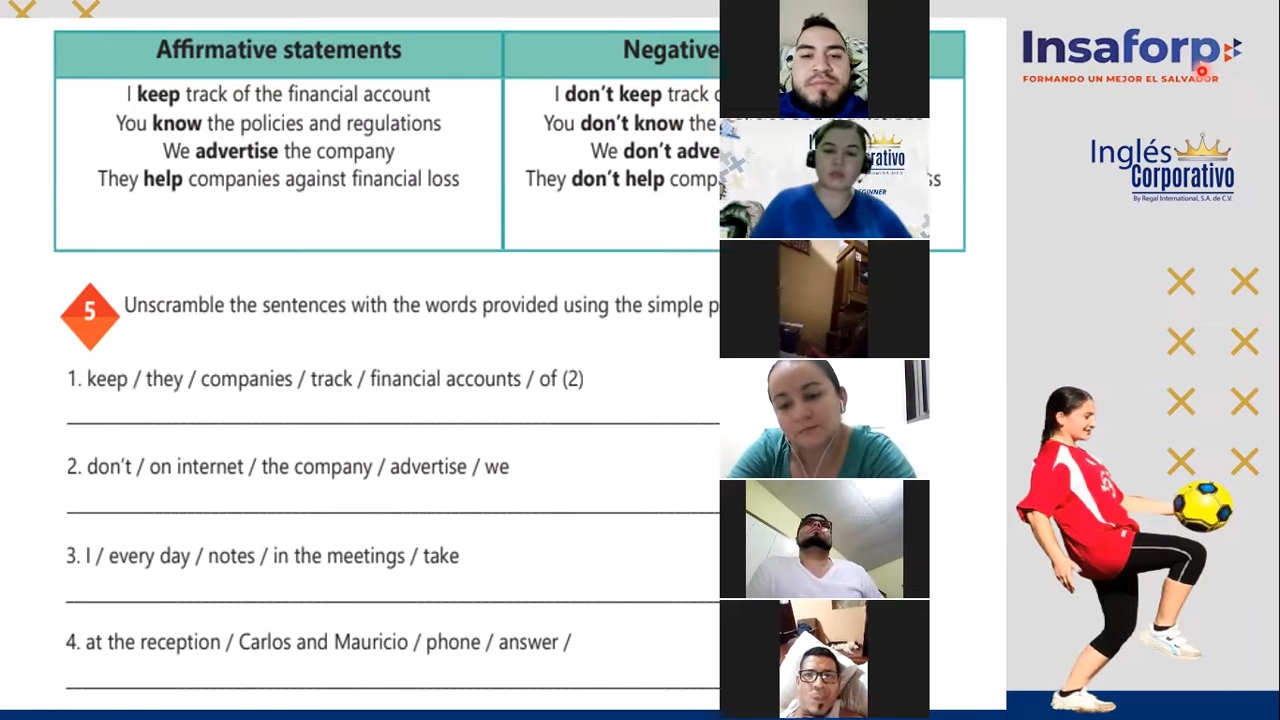 Affirmative statements
Negative
I keep track of the financial account
You know the policies and regulations
We advertise the company
They help companies against financial loss
I don't keep track
You don't know the
We don't adve
They don't help comp
5
Unscramble the sentences with the words provided using the simple p
1. keep / they / companies / track / financial accounts / of (2)
2. don't / on internet / the company / advertise / we
3. I / every day / notes / in the meetings / take
4. at the reception / Carlos and Mauricio / phone / answer /
Insaforp
FORMANDO UN MEJOR EL SALVADOR
Inglés
Corporativo
By Regal International, S.A. de C.V.